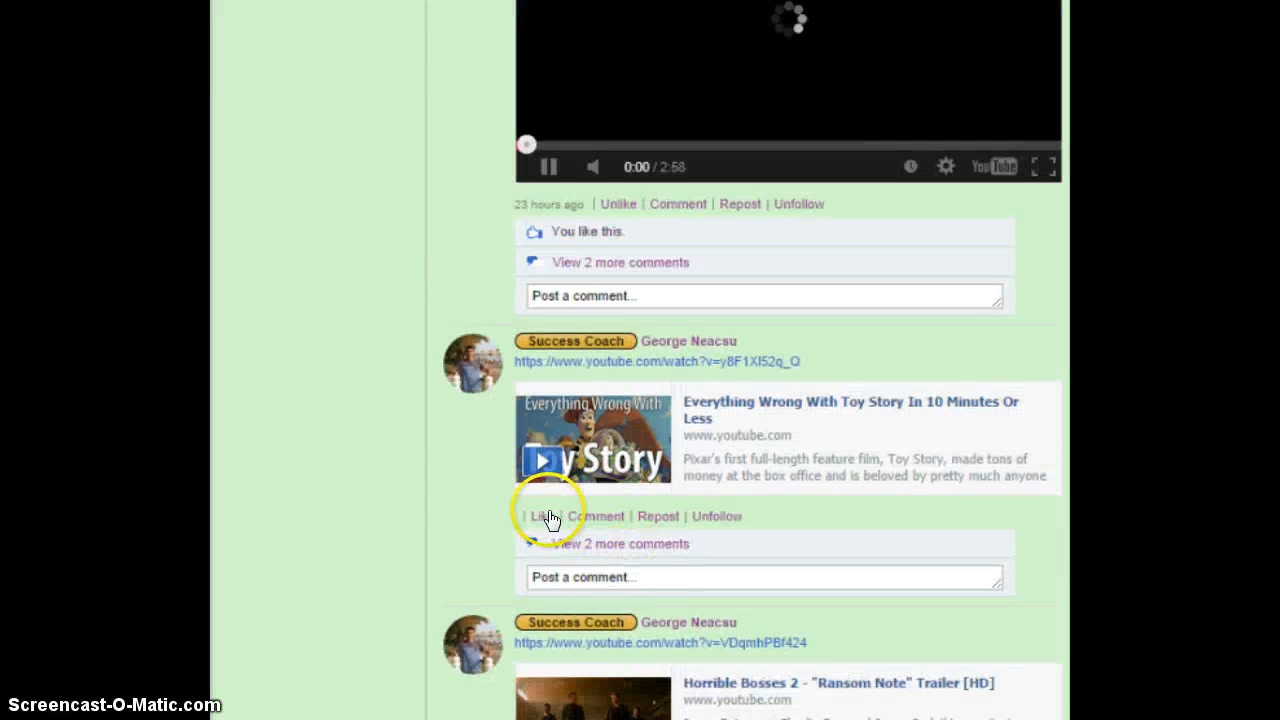 0:00 / 2:58
YouTube
23 hours ago | Unlike | Comment | Repost | Unfollow
You like this.
View 2 more comments
Post a comment...
Success Coach George Neacsu
https://www.youtube.com/watch?v=y8F1XI52q_Q
Everything Wrong With
Toy Story
Everything Wrong With Toy Story In 10 Minutes Or
Less
www.youtube.com
Pixar's first full-length feature film, Toy Story, made tons of
money at the box office and is beloved by pretty much anyone
| Like | Comment | Repost | Unfollow
View 2 more comments
Post a comment...
Success Coach George Neacsu
https://www.youtube.com/watch?v=VDqmhPBf424
Horrible Bosses 2 - "Ransom Note" Trailer [HD]
www.youtube.com
Screencast-O-Matic.com